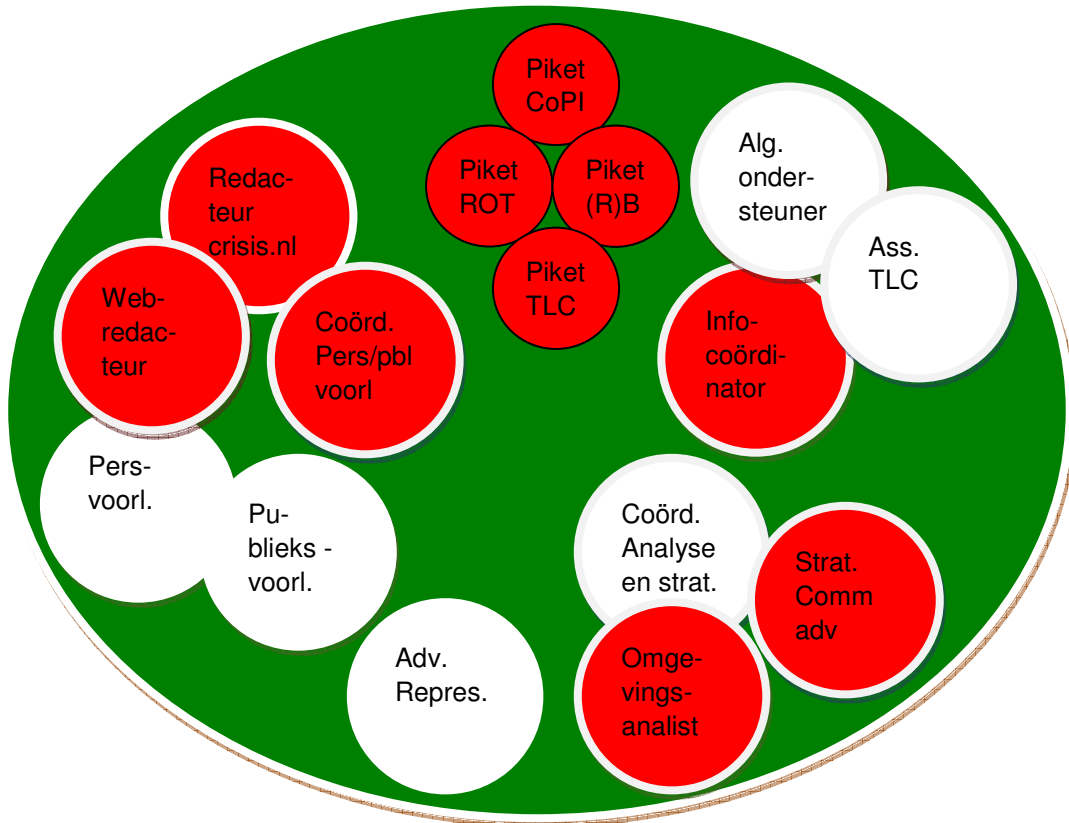 Piket
CoPI
Piket
ROT
Piket
(R)B
Piket
TLC
Redac-
teur
crisis.nl
Web-
redac-
teur
Coörd.
Pers/pbl
voorl
Alg.
onder-
steuner
Ass.
TLC
Info-
coördi-
nator
Pers-
voorl.
Pu-
blieks -
voorl.
Adv.
Repres.
Coörd.
Analyse
en strat.
Strat.
Comm
adv
Omge-
vings-
analist